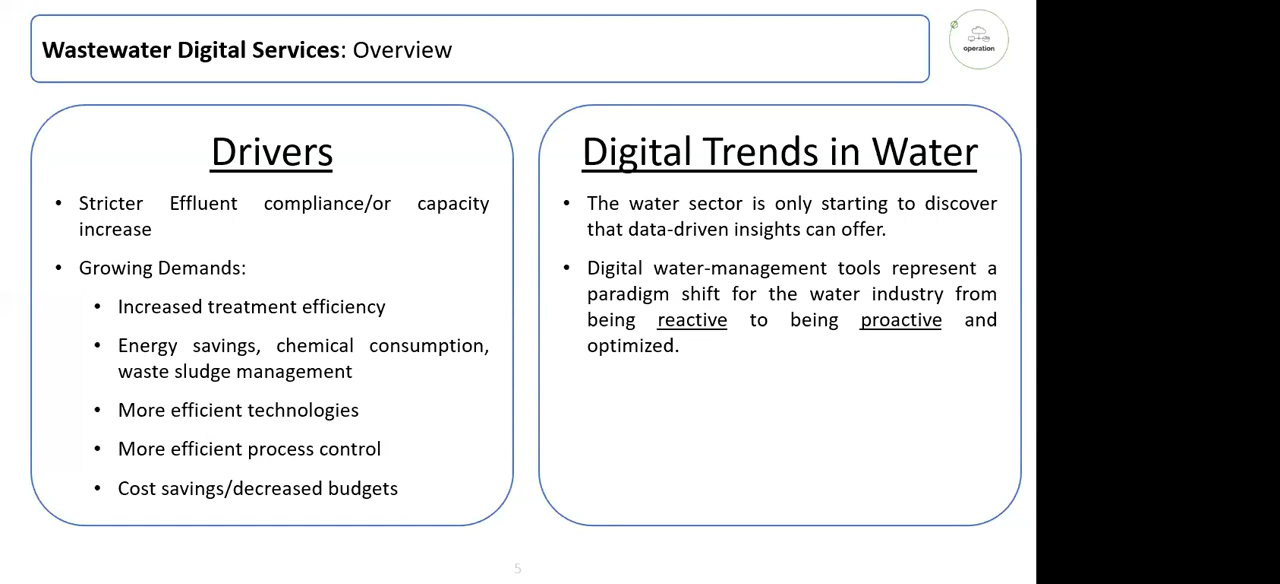 Wastewater Digital Services: Overview
operation
Drivers
• Stricter Effluent compliance/or capacity
increase
• Growing Demands:
• Increased treatment efficiency
• Energy savings, chemical consumption,
waste sludge management
• More efficient technologies
• More efficient process control
• Cost savings/decreased budgets
Digital Trends in Water
• The water sector is only starting to discover
that data-driven insights can offer.
• Digital water-management tools represent a
paradigm shift for the water industry from
being reactive to being proactive and
optimized.
5